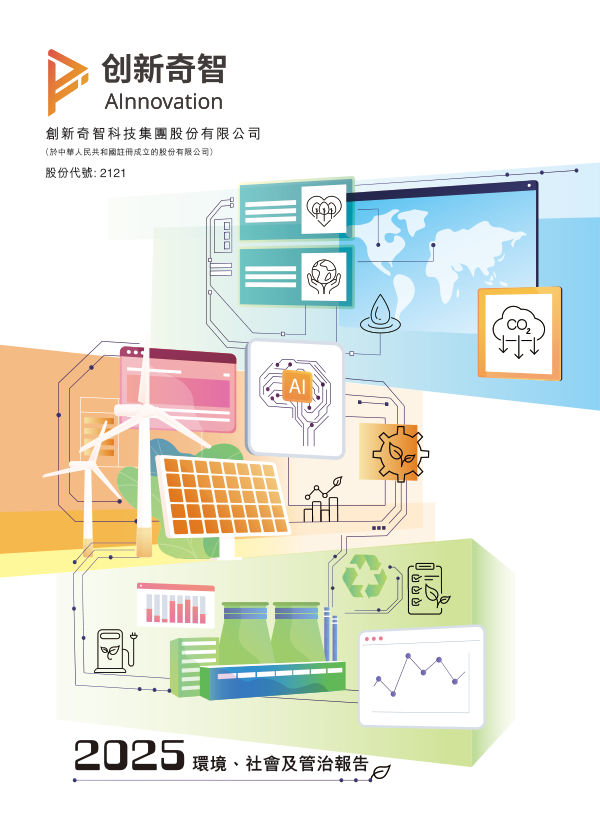 创新奇智
AInnovation
創新奇智科技集團股份有限公司
(於中華人民共和國註冊成立的股份有限公司)
股份代號: 2121
CO2
AI
2025 環境、社會及管治報告